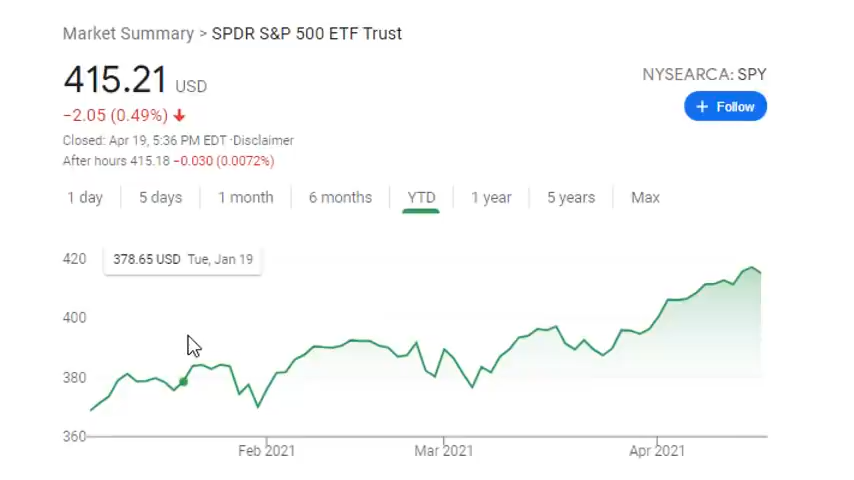 Market Summary > SPDR S&P 500 ETF Trust
415.21 USD
NYSEARCA: SPY
−2.05 (0.49%) ↓
+ Follow
Closed: Apr 19, 5:36 PM EDT ·Disclaimer
After hours 415.18 −0.030 (0.0072%)
1 day 5 days 1 month 6 months YTD 1 year 5 years Max
420
378.65 USD Tue, Jan 19
400
380
360
Feb 2021 Mar 2021 Apr 2021